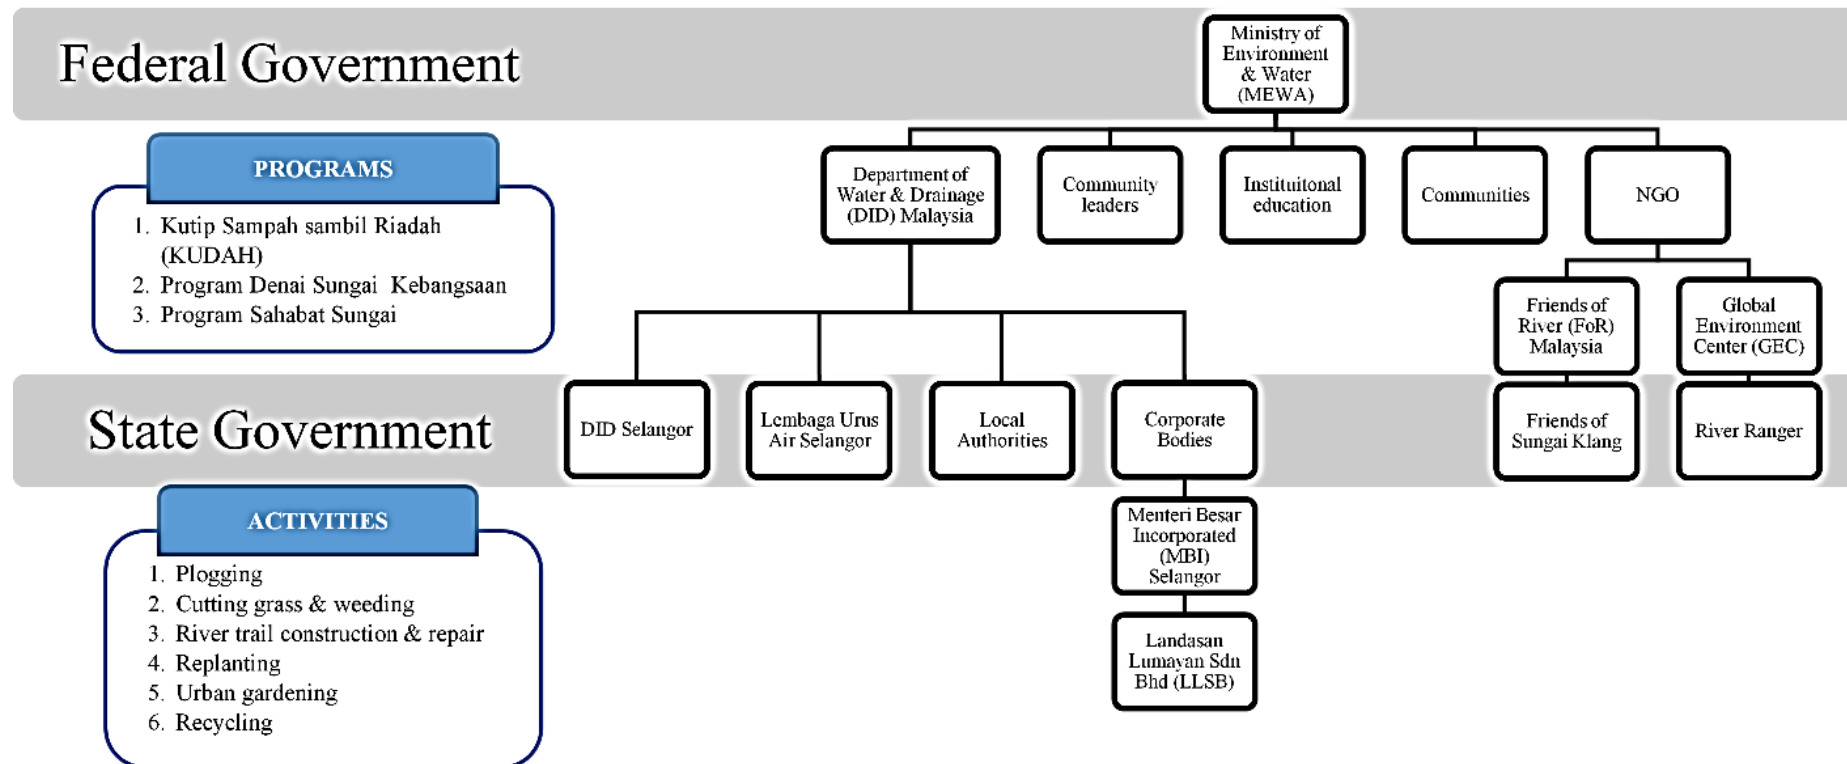 Federal Government
Ministry of
Environment
& Water
(MEWA)
PROGRAMS
1. Kutip Sampah sambil Riadah
(KUDAH)
2. Program Denai Sungai Kebangsaan
3. Program Sahabat Sungai
Department of
Water & Drainage
(DID) Malaysia
Community
leaders
Instituitonal
education
Communities
NGO
Friends of
River (FoR)
Malaysia
Global
Environment
Center (GEC)
State Government
DID Selangor
Lembaga Urus
Air Selangor
Local
Authorities
Corporate
Bodies
Friends of
Sungai Klang
River Ranger
ACTIVITIES
1. Plogging
2. Cutting grass & weeding
3. River trail construction & repair
4. Replanting
5. Urban gardening
6. Recycling
Menteri Besar
Incorporated
(MBI)
Selangor
Landasan
Lumayan Sdn
Bhd (LLSB)